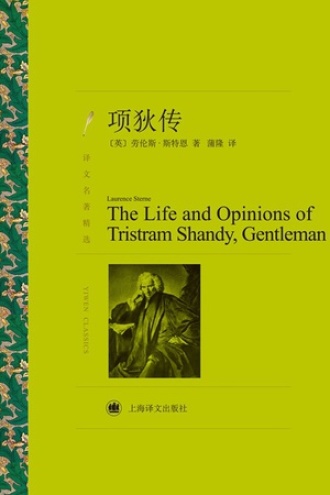 项狄传
〔英〕劳伦斯·斯特恩 著 蒲隆 译
译文名著精选
YIWEN CLASSICS
Laurence Sterne
The Life and Opinions of
Tristram Shandy, Gentleman
上海译文出版社